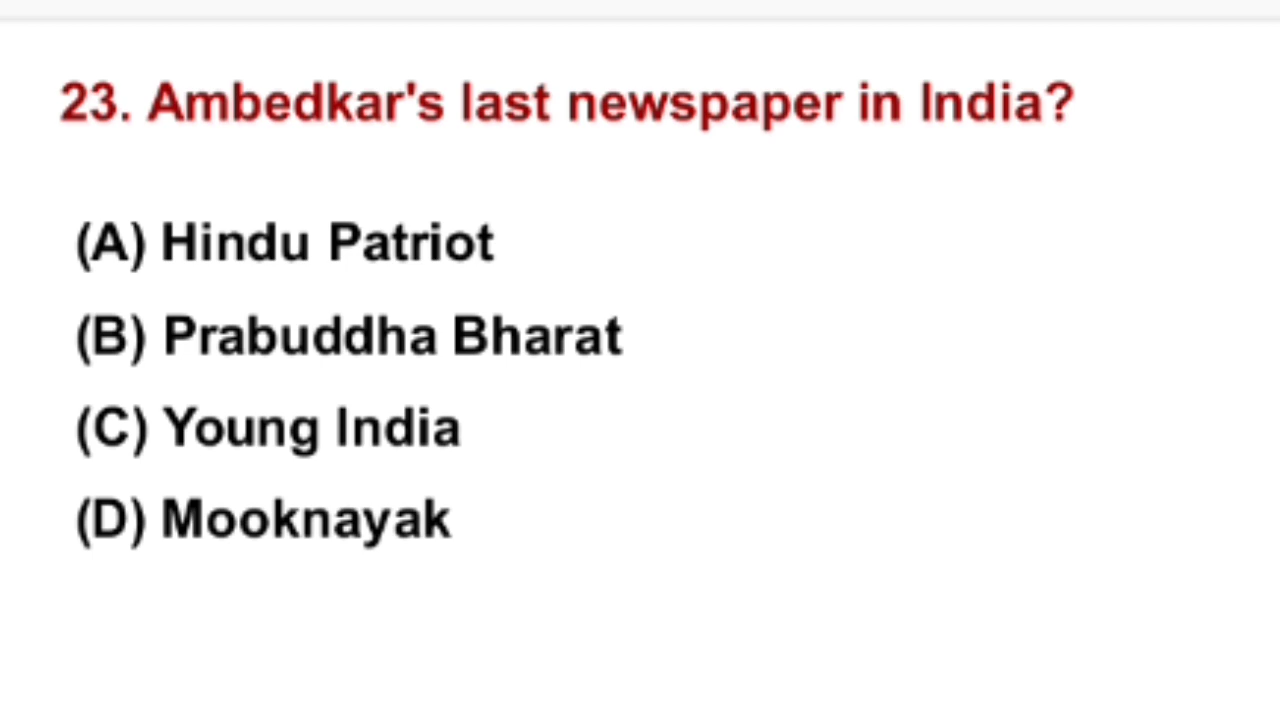 23. Ambedkar's last newspaper in India?
(A) Hindu Patriot
(B) Prabuddha Bharat
(C) Young India
(D) Mooknayak